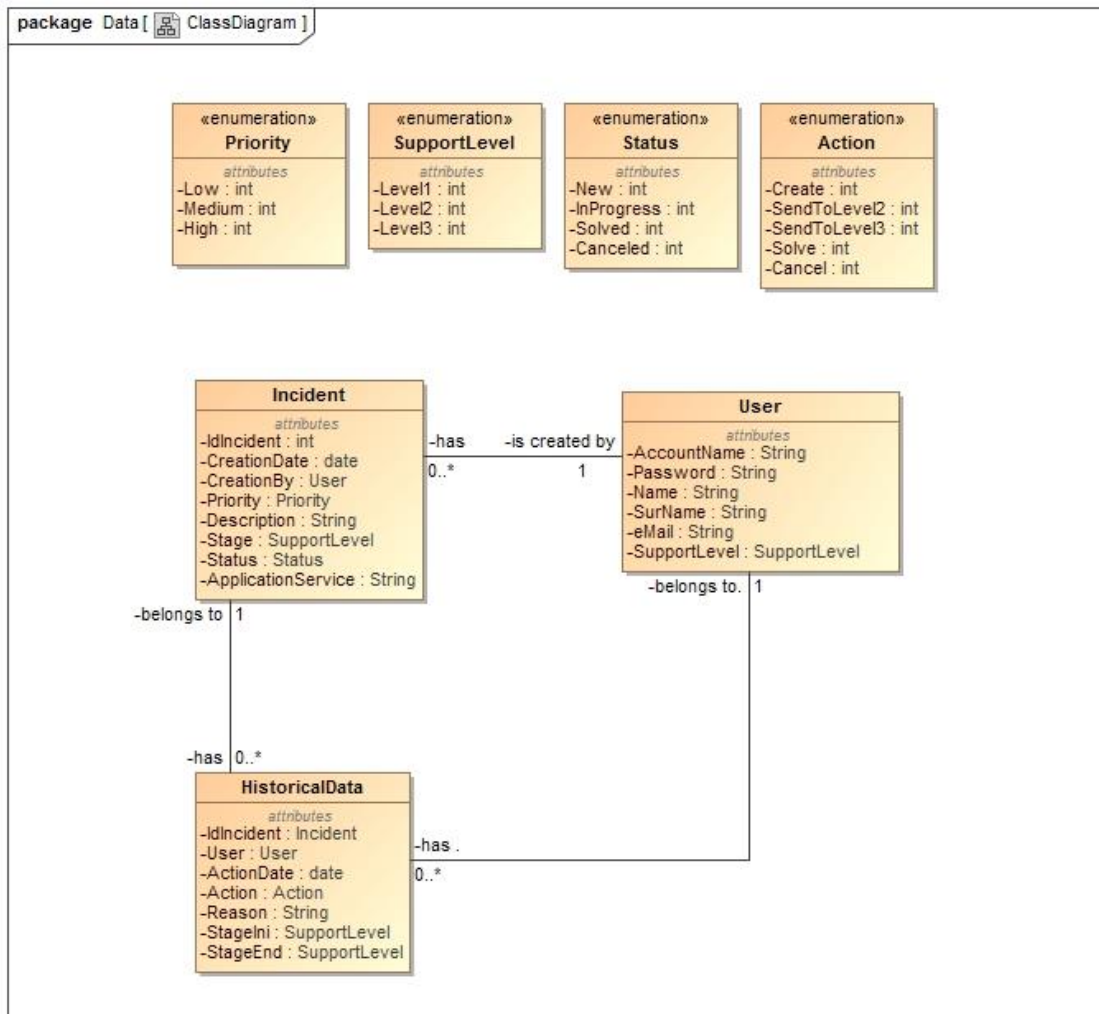 package Data [ ClassDiagram ]
«enumeration»
Priority
attributes
-Low : int
-Medium : int
-High : int
«enumeration»
SupportLevel
attributes
-Level1 : int
-Level2 : int
-Level3 : int
«enumeration»
Status
attributes
-New : int
-InProgress : int
-Solved : int
-Canceled : int
«enumeration»
Action
attributes
-Create : int
-SendToLevel2 : int
-SendToLevel3 : int
-Solve : int
-Cancel : int
Incident
attributes
-IdIncident : int
-CreationDate : date
-CreationBy : User
-Priority : Priority
-Description : String
-Stage : SupportLevel
-Status : Status
-ApplicationService : String
-has
0..*
-is created by
1
User
attributes
-AccountName : String
-Password : String
-Name : String
-SurName : String
-eMail : String
-SupportLevel : SupportLevel
-belongs to 1
-belongs to. 1
-has 0..*
HistoricalData
attributes
-IdIncident : Incident
-User : User
-ActionDate : date
-Action : Action
-Reason : String
-StageIni : SupportLevel
-StageEnd : SupportLevel
-has .
0..*